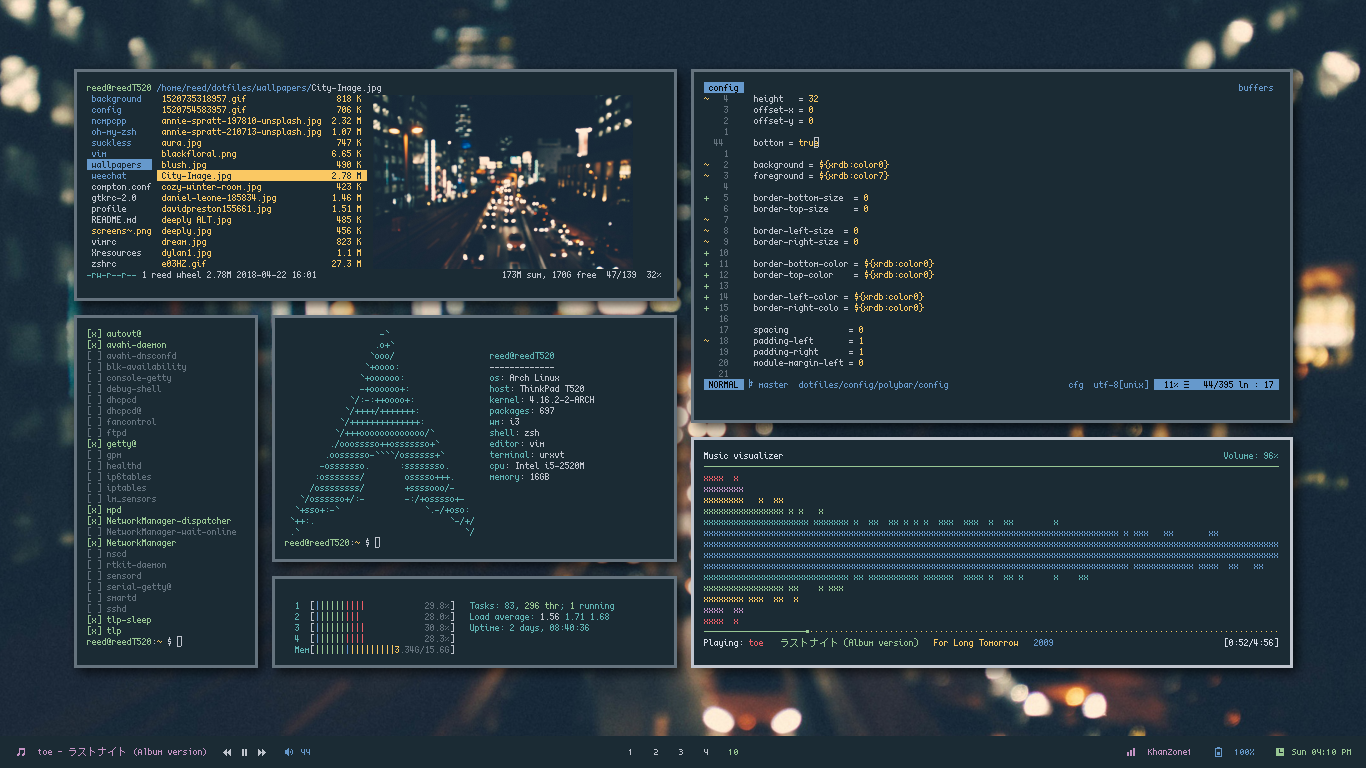 reed@reedT520 /home/reed/dotfiles/wallpapers/City-Image.jpg
background 1520735318957.gif 818 K
config 1520754583957.gif 706 K
ncmpcpp annie-spratt-197810-unsplash.jpg 2.32 M
oh-my-zsh annie-spratt-210713-unsplash.jpg 1.07 M
suckless aura.jpg 747 K
vim blackfloral.png 6.65 K
wallpapers blush.jpg 490 K
weechat City-Image.jpg 2.78 M
compton.conf cozy-winter-room.jpg 423 K
gtkrc-2.0 daniel-leone-185834.jpg 1.46 M
profile davidpreston155661.jpg 1.51 M
README.md deeply ALT.jpg 485 K
screens~.png deeply.jpg 456 K
vimrc dream.jpg 823 K
Xresources dylan1.jpg 1.1 M
zshrc e03HZ.gif 27.3 M
-rw-r--r-- 1 reed wheel 2.78M 2018-04-22 16:01 173M sum, 170G free 47/139 32%
config buffers
~ 4 height = 32
3 offset-x = 0
2 offset-y = 0
1
44 bottom = true
1
~ 2 background = ${xrdb:color0}
~ 3 foreground = ${xrdb:color7}
4
+ 5 border-bottom-size = 0
6 border-top-size = 0
~ 7
~ 8 border-left-size = 0
~ 9 border-right-size = 0
+ 10
+ 11 border-bottom-color = ${xrdb:color0}
+ 12 border-top-color = ${xrdb:color0}
+ 13
+ 14 border-left-color = ${xrdb:color0}
+ 15 border-right-colo = ${xrdb:color0}
16
17 spacing = 0
~ 18 padding-left = 1
19 padding-right = 1
20 module-margin-left = 0
21
NORMAL master dotfiles/config/polybar/config cfg utf-8[unix] 11% ☰ 44/395 ln : 17
[x] autovt@
[x] avahi-daemon
[ ] avahi-dnsconfd
[ ] blk-availability
[ ] console-getty
[ ] debug-shell
[ ] dhcpcd
[ ] dhcpcd@
[ ] fancontrol
[ ] ftpd
[x] getty@
[ ] gpm
[ ] healthd
[ ] ip6tables
[ ] iptables
[ ] lm_sensors
[x] mpd
[x] NetworkManager-dispatcher
[ ] NetworkManager-wait-online
[x] NetworkManager
[ ] nscd
[ ] rtkit-daemon
[ ] sensord
[ ] serial-getty@
[ ] smartd
[ ] sshd
[x] tlp-sleep
[x] tlp
reed@reedT520:~ $
reed@reedT520
-------------
os: Arch Linux
host: ThinkPad T520
kernel: 4.16.2-2-ARCH
packages: 697
wm: i3
shell: zsh
editor: vim
terminal: urxvt
cpu: Intel i5-2520M
memory: 16GB
reed@reedT520:~ $
1 [|||||||||| 29.8%] Tasks: 83, 296 thr; 1 running
2 [||||||||| 28.0%] Load average: 1.56 1.71 1.68
3 [|||||||||| 30.8%] Uptime: 2 days, 08:40:36
4 [|||||||||| 28.3%]
Mem[||||||||||||||||3.34G/15.6G]
Music visualizer Volume: 96%
Playing: toe ラストナイト (Album version) For Long Tomorrow 2009 [0:52/4:56]
toe - ラストナイト (Album version) 44 1 2 3 4 10 KhanZone1 100% Sun 04:10 PM